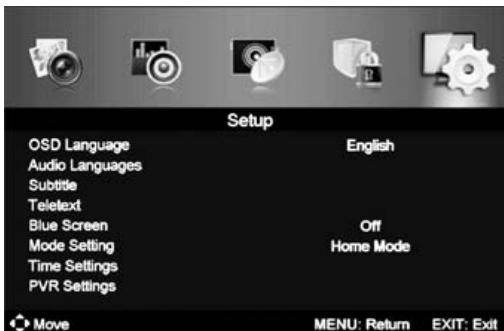 Setup
OSD Language English
Audio Languages
Subtitle
Teletext
Blue Screen Off
Mode Setting Home Mode
Time Settings
PVR Settings
Move MENU: Return EXIT: Exit